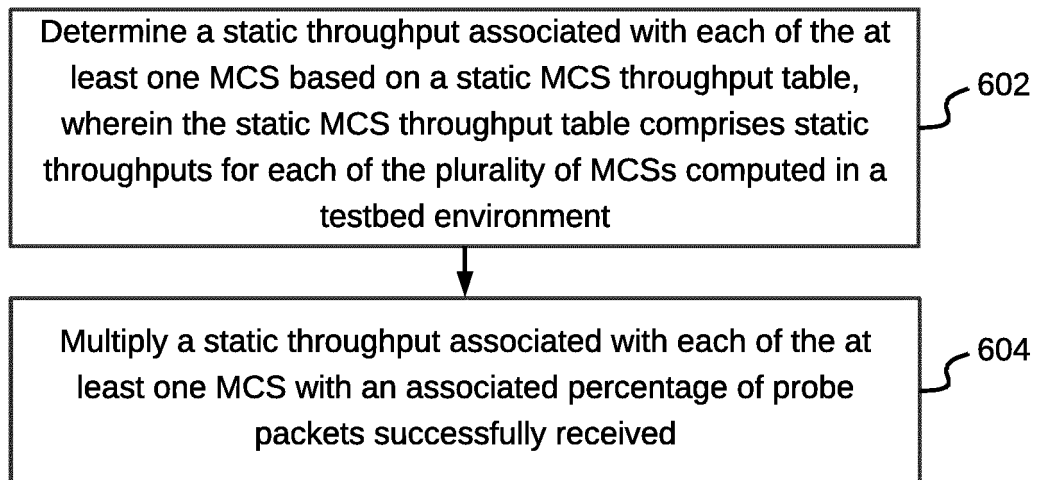 Determine a static throughput associated with each of the at
least one MCS based on a static MCS throughput table,
wherein the static MCS throughput table comprises static
throughputs for each of the plurality of MCSs computed in a
testbed environment
602
Multiply a static throughput associated with each of the at
least one MCS with an associated percentage of probe
packets successfully received
604